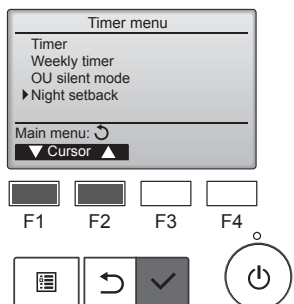 Timer menu
Timer
Weekly timer
OU silent mode
▶Night setback
Main menu: ↺
▼ Cursor ▲
F1 F2 F3 F4